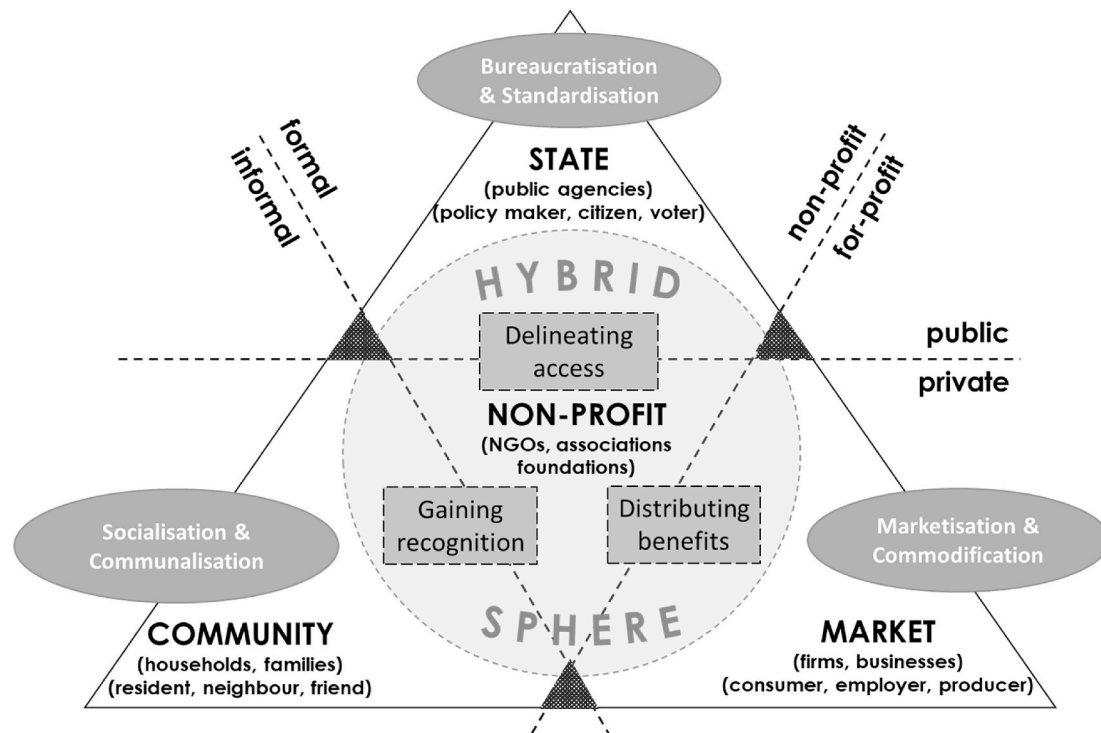 Bureaucratisation
& Standardisation
formal
informal
STATE
(public agencies)
(policy maker, citizen, voter)
non-profit
for-profit
HYBRID
Delineating
access
public
private
NON-PROFIT
(NGOs, associations
foundations)
Socialisation &
Communalisation
Gaining
recognition
Distributing
benefits
Marketisation &
Commodification
SPHERE
COMMUNITY
(households, families)
(resident, neighbour, friend)
MARKET
(firms, businesses)
(consumer, employer, producer)